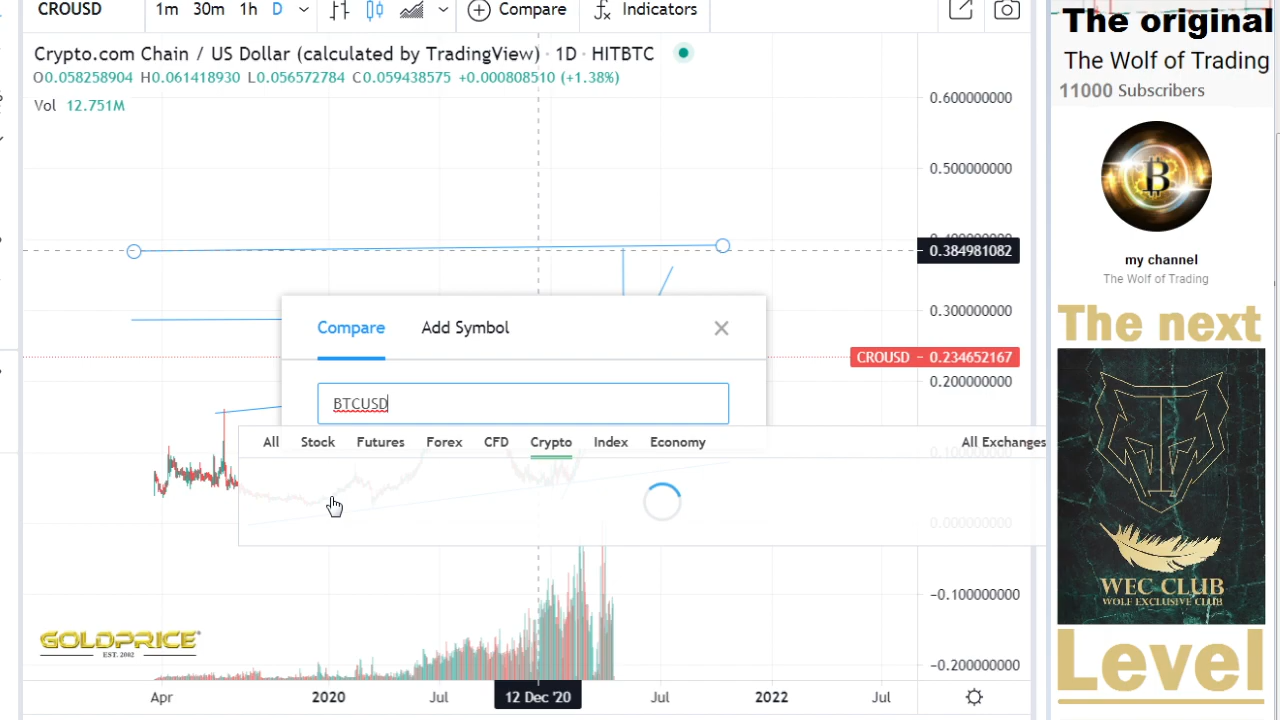 CROUSD 1m 30m 1h D Compare Indicators
Crypto.com Chain / US Dollar (calculated by TradingView) · 1D · HITBTC
O0.058258904 H0.061418930 L0.056572784 C0.059438575 +0.000808510 (+1.38%)
Vol 12.751M
0.600000000
0.500000000
0.384981082
0.300000000
CROUSD - 0.234652167
0.200000000
0.000000000
-0.100000000
-0.200000000
Compare Add Symbol
BTCUSD
All Stock Futures Forex CFD Crypto Index Economy All Exchanges
GOLDPRICE
EST. 2002
Apr 2020 Jul 12 Dec '20 Jul 2022 Jul
The original
The Wolf of Trading
11000 Subscribers
B
my channel
The Wolf of Trading
The next
WEC CLUB
WOLF EXCLUSIVE CLUB
Level